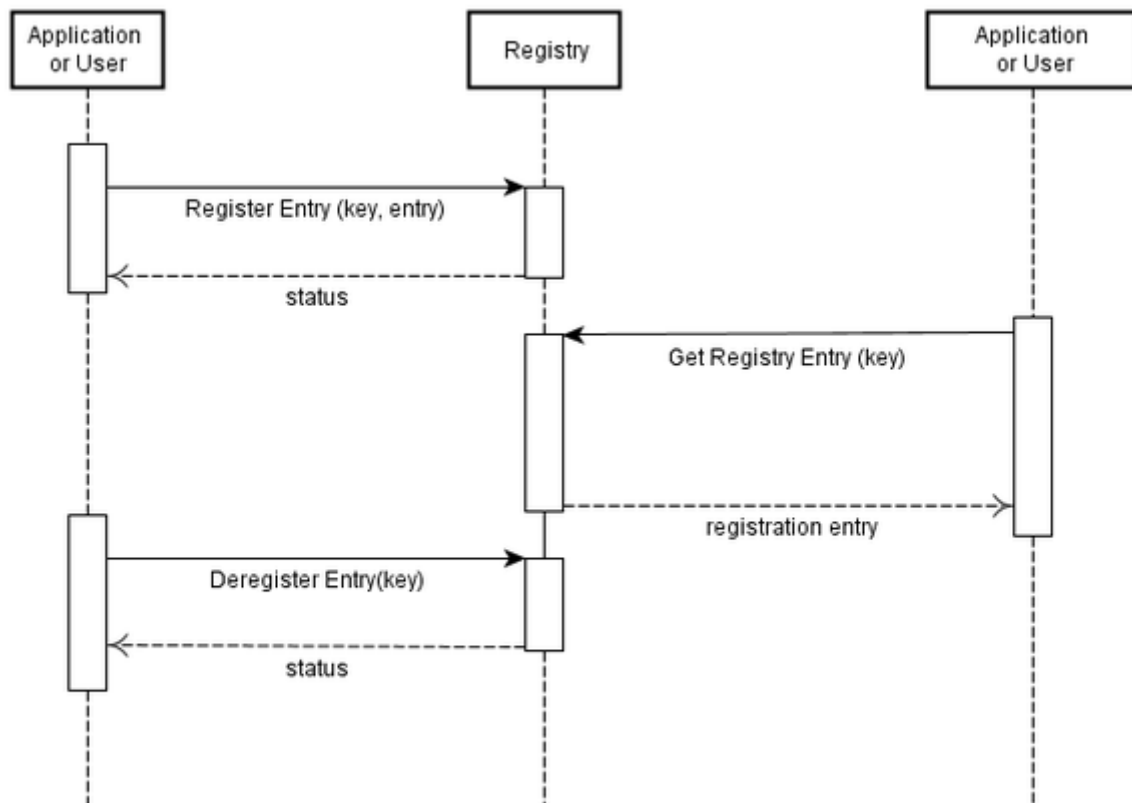 Application
or User
Registry
Application
or User
Register Entry (key, entry)
status
Get Registry Entry (key)
registration entry
Deregister Entry(key)
status